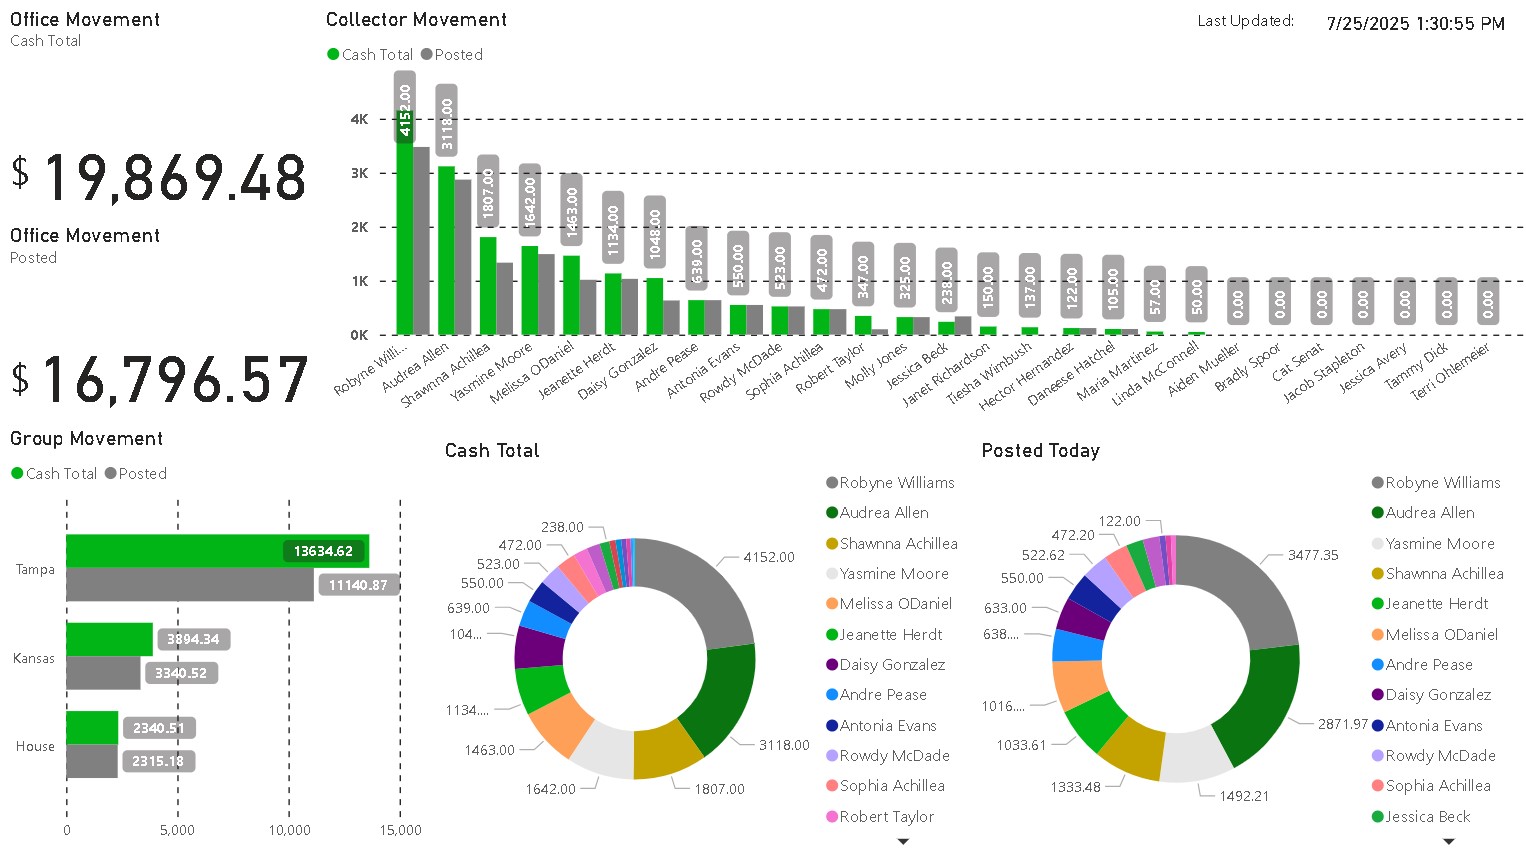 Office Movement
Cash Total
$ 19,869.48
Office Movement
Posted
$ 16,796.57
Collector Movement
Cash Total Posted
Last Updated: 7/25/2025 1:30:55 PM
4K
3K
2K
1K
0K
4152.00
3118.00
1807.00
1642.00
1463.00
1134.00
1048.00
639.00
550.00
523.00
472.00
347.00
325.00
238.00
150.00
137.00
122.00
105.00
57.00
50.00
0.00
0.00
0.00
0.00
0.00
0.00
0.00
Robyne Willi...
Audrea Allen
Shawnna Achillea
Yasmine Moore
Melissa ODaniel
Jeanette Herdt
Daisy Gonzalez
Andre Pease
Antonia Evans
Rowdy McDade
Sophia Achillea
Robert Taylor
Molly Jones
Jessica Beck
Janet Richardson
Tiesha Wimbush
Hector Hernandez
Daneese Hatchel
Maria Martinez
Linda McConnell
Aiden Mueller
Bradly Spoor
Cat Senat
Jacob Stapleton
Jessica Avery
Tammy Dick
Terri Ohlemeier
Group Movement
Cash Total Posted
Tampa
13634.62
11140.87
Kansas
3894.34
3340.52
House
2340.51
2315.18
0 5,000 10,000 15,000
Cash Total
238.00
472.00
523.00
550.00
639.00
104...
1134....
1463.00
1642.00
1807.00
3118.00
4152.00
Robyne Williams
Audrea Allen
Shawnna Achillea
Yasmine Moore
Melissa ODaniel
Jeanette Herdt
Daisy Gonzalez
Andre Pease
Antonia Evans
Rowdy McDade
Sophia Achillea
Robert Taylor
Posted Today
122.00
472.20
522.62
550.00
633.00
638....
1016....
1033.61
1333.48
1492.21
2871.97
3477.35
Robyne Williams
Audrea Allen
Yasmine Moore
Shawnna Achillea
Jeanette Herdt
Melissa ODaniel
Andre Pease
Daisy Gonzalez
Antonia Evans
Rowdy McDade
Sophia Achillea
Jessica Beck